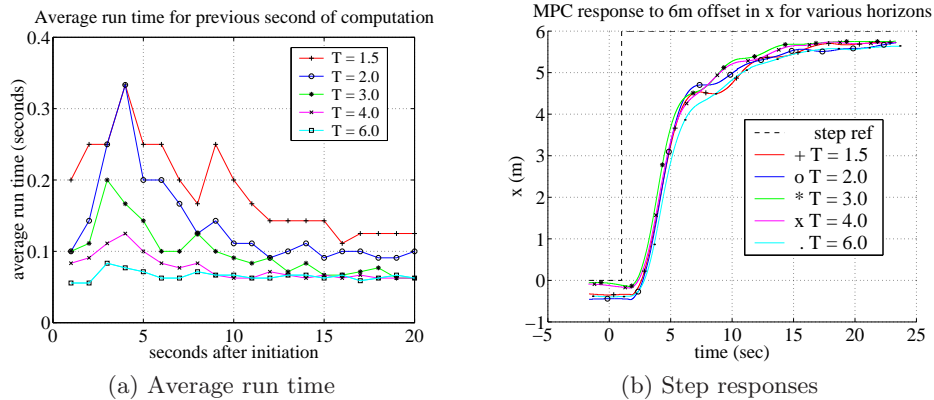 Average run time for previous second of computation
0.4
0.3
0.2
0.1
0
average run time (seconds)
T = 1.5
T = 2.0
T = 3.0
T = 4.0
T = 6.0
0
5
10
15
20
seconds after initiation
(a) Average run time
MPC response to 6m offset in x for various horizons
6
5
4
3
2
1
0
−1
x (m)
step ref
+ T = 1.5
o T = 2.0
* T = 3.0
x T = 4.0
. T = 6.0
−5
0
5
10
15
20
25
time (sec)
(b) Step responses